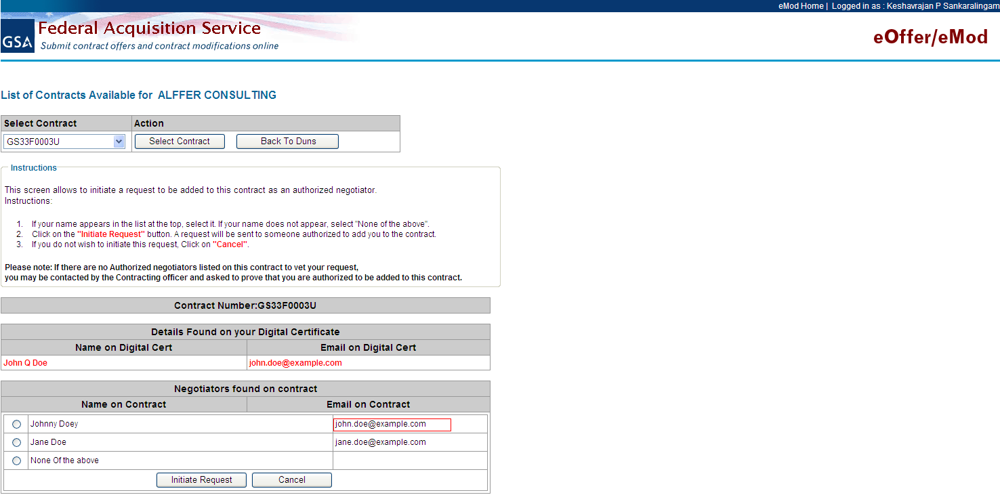 eMod Home | Logged in as : Keshavrajan P Sankaralingam
GSA
Federal Acquisition Service
Submit contract offers and contract modifications online
eOffer/eMod
List of Contracts Available for ALFFER CONSULTING
Select Contract Action
GS33F0003U Select Contract Back To Duns
Instructions
This screen allows to initiate a request to be added to this contract as an authorized negotiator.
Instructions:
1. If your name appears in the list at the top, select it. If your name does not appear, select "None of the above".
2. Click on the "Initiate Request" button. A request will be sent to someone authorized to add you to the contract.
3. If you do not wish to initiate this request, Click on "Cancel".
Please note: If there are no Authorized negotiators listed on this contract to vet your request,
you may be contacted by the Contracting officer and asked to prove that you are authorized to be added to this contract.
Contract Number:GS33F0003U
Details Found on your Digital Certificate
Name on Digital Cert Email on Digital Cert
John Q Doe john.doe@example.com
Negotiators found on contract
Name on Contract Email on Contract
Johnny Doey john.doe@example.com
Jane Doe jane.doe@example.com
None Of the above
Initiate Request Cancel